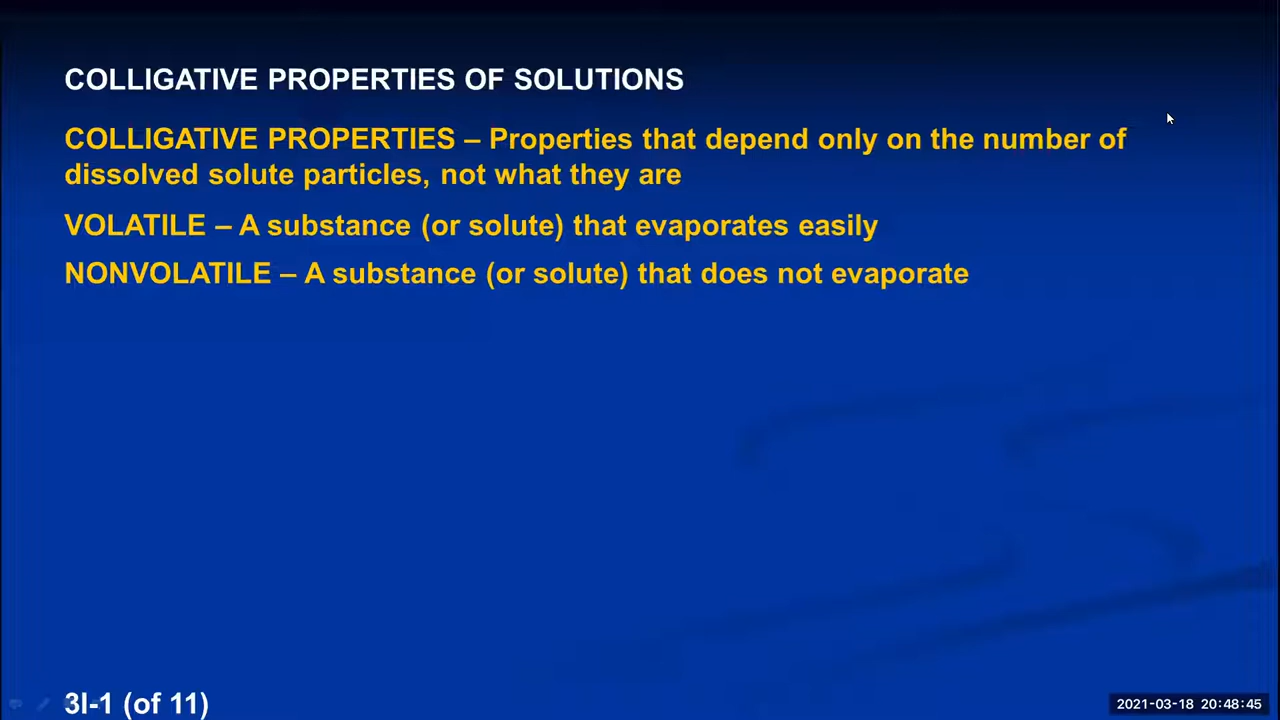 COLLIGATIVE PROPERTIES OF SOLUTIONS
COLLIGATIVE PROPERTIES – Properties that depend only on the number of
dissolved solute particles, not what they are
VOLATILE – A substance (or solute) that evaporates easily
NONVOLATILE – A substance (or solute) that does not evaporate
3I-1 (of 11)
2021-03-18 20:48:45